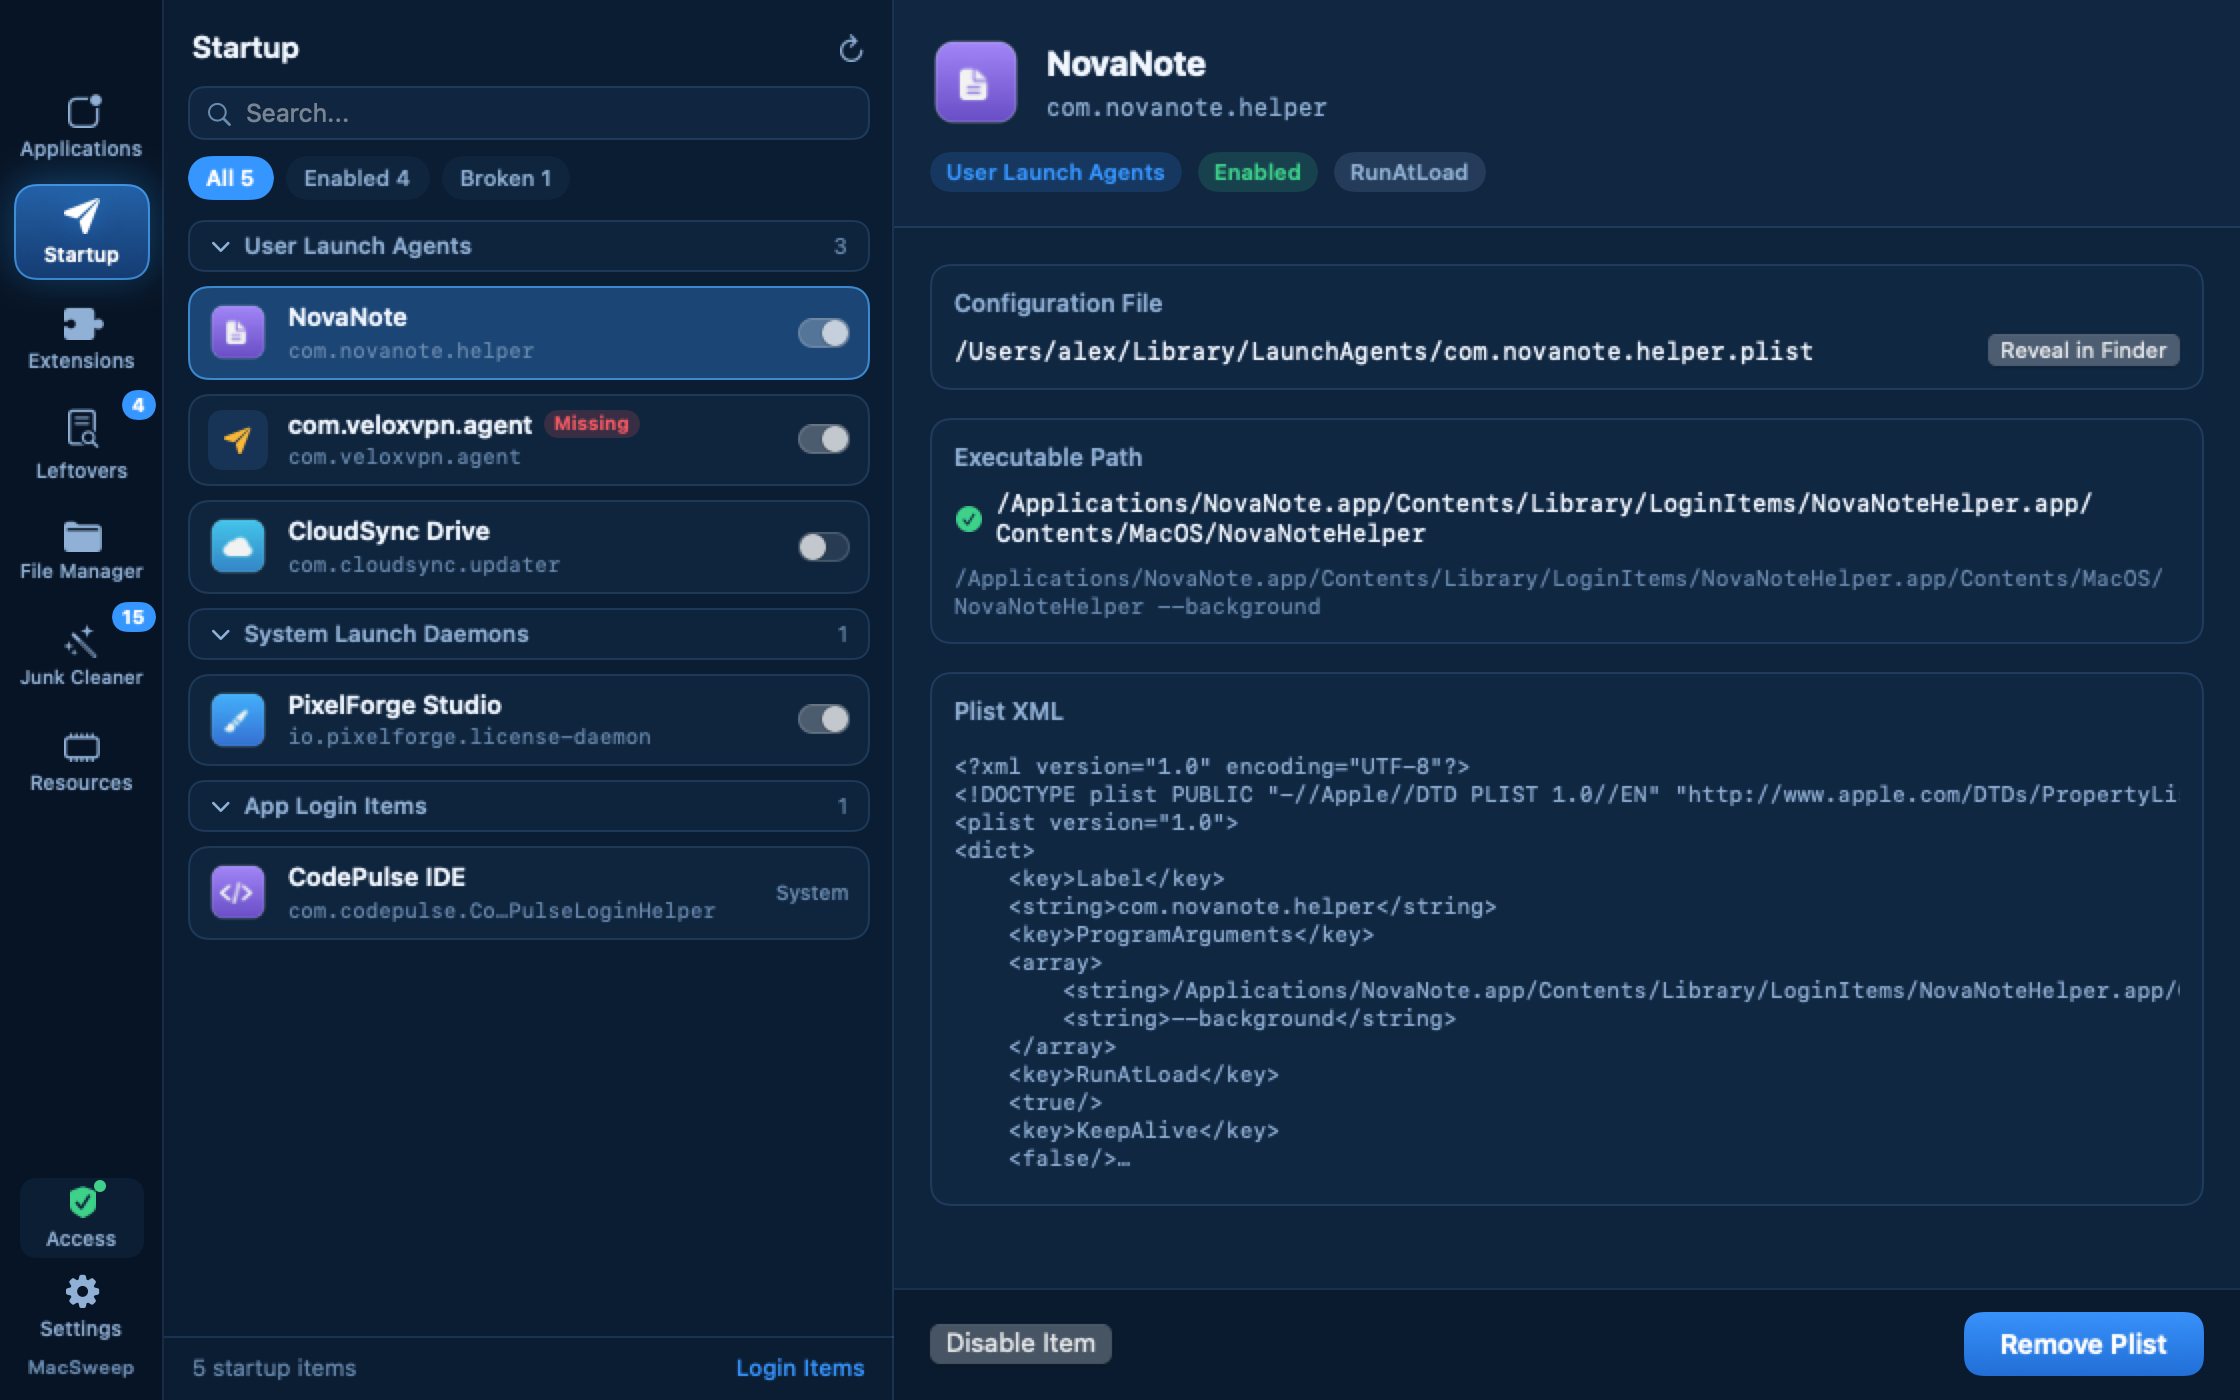 Applications
Startup
Extensions
4
Leftovers
File Manager
15
Junk Cleaner
Resources
Access
Settings
MacSweep
Startup
Search...
All 5
Enabled 4
Broken 1
User Launch Agents
3
NovaNote
com.novanote.helper
com.veloxvpn.agent
Missing
com.veloxvpn.agent
CloudSync Drive
com.cloudsync.updater
System Launch Daemons
1
PixelForge Studio
io.pixelforge.license-daemon
App Login Items
1
CodePulse IDE
com.codepulse.Co…PulseLoginHelper
System
5 startup items
Login Items
NovaNote
com.novanote.helper
User Launch Agents
Enabled
RunAtLoad
Configuration File
/Users/alex/Library/LaunchAgents/com.novanote.helper.plist
Reveal in Finder
Executable Path
/Applications/NovaNote.app/Contents/Library/LoginItems/NovaNoteHelper.app/
Contents/MacOS/NovaNoteHelper
/Applications/NovaNote.app/Contents/Library/LoginItems/NovaNoteHelper.app/Contents/MacOS/
NovaNoteHelper --background
Plist XML
<?xml version="1.0" encoding="UTF-8"?>
<!DOCTYPE plist PUBLIC "-//Apple//DTD PLIST 1.0//EN" "http://www.apple.com/DTDs/PropertyLi
<plist version="1.0">
<dict>
<key>Label</key>
<string>com.novanote.helper</string>
<key>ProgramArguments</key>
<array>
<string>/Applications/NovaNote.app/Contents/Library/LoginItems/NovaNoteHelper.app/
<string>--background</string>
</array>
<key>RunAtLoad</key>
<true/>
<key>KeepAlive</key>
<false/>…
Disable Item
Remove Plist